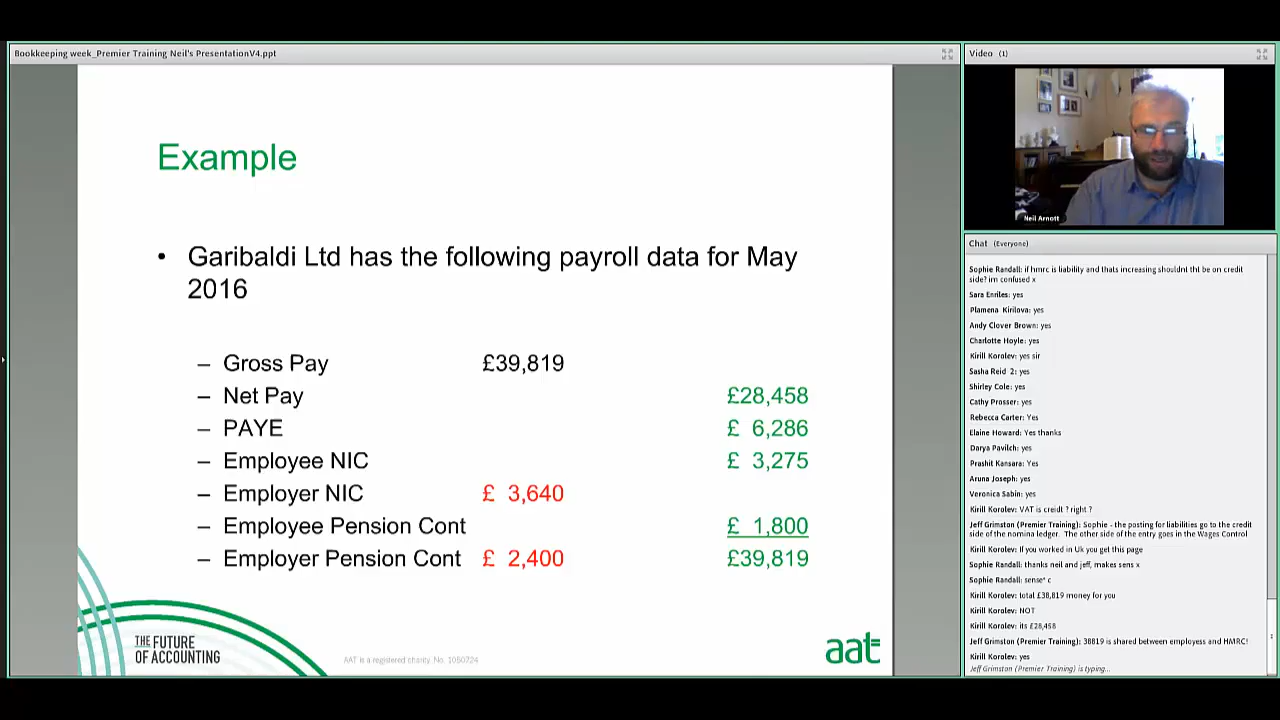 Bookkeeping week_Premier Training Neil's PresentationV4.ppt
Example
• Garibaldi Ltd has the following payroll data for May
2016
– Gross Pay £39,819
– Net Pay £28,458
– PAYE £ 6,286
– Employee NIC £ 3,275
– Employer NIC £ 3,640
– Employee Pension Cont £ 1,800
– Employer Pension Cont £ 2,400 £39,819
THE FUTURE
OF ACCOUNTING
AAT is a registered charity. No. 1050724
aat
Video (1)
Neil Arnott
Chat (Everyone)
Sophie Randall: if hmrc is liability and thats increasing shouldnt tht be on credit
side? im confused x
Sara Enriles: yes
Plamena Kirilova: yes
Andy Clover Brown: yes
Charlotte Hoyle: yes
Kirill Korolev: yes sir
Sasha Reid 2: yes
Shirley Cole: yes
Cathy Prosser: yes
Rebecca Carter: Yes
Elaine Howard: Yes thanks
Darya Pavilch: yes
Prashit Kansara: Yes
Aruna Joseph: yes
Veronica Sabin: yes
Kirill Korolev: VAT is creidt ? right ?
Jeff Grimston (Premier Training): Sophie - the posting for liabilities go to the credit
side of the nomina ledger. The other side of the entry goes in the Wages Control
Kirill Korolev: If you worked in Uk you get this page
Sophie Randall: thanks neil and jeff, makes sens x
Sophie Randall: sense* c
Kirill Korolev: total £38,819 money for you
Kirill Korolev: NOT
Kirill Korolev: its £28,458
Jeff Grimston (Premier Training): 38819 is shared between employess and HMRC!
Kirill Korolev: yes
Jeff Grimston (Premier Training) is typing...